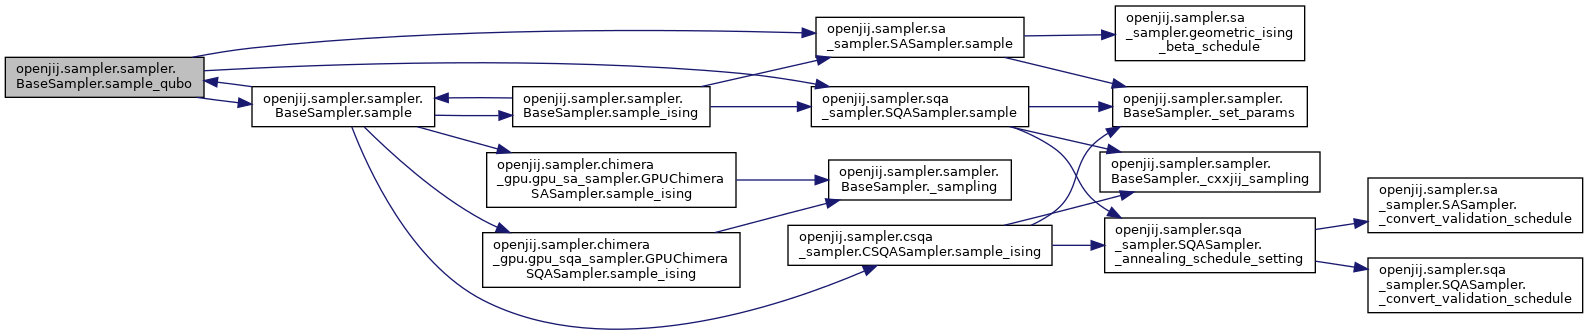 openjij.sampler.sampler.
BaseSampler.sample_qubo
openjij.sampler.sampler.
BaseSampler.sample
openjij.sampler.sampler.
BaseSampler.sample_ising
openjij.sampler.chimera
_gpu.gpu_sa_sampler.GPUChimera
SASampler.sample_ising
openjij.sampler.chimera
_gpu.gpu_sqa_sampler.GPUChimera
SQASampler.sample_ising
openjij.sampler.sa
_sampler.SASampler.sample
openjij.sampler.sqa
_sampler.SQASampler.sample
openjij.sampler.sampler.
BaseSampler._sampling
openjij.sampler.csqa
_sampler.CSQASampler.sample_ising
openjij.sampler.sa
_sampler.geometric_ising
_beta_schedule
openjij.sampler.sampler.
BaseSampler._set_params
openjij.sampler.sampler.
BaseSampler._cxxjij_sampling
openjij.sampler.sqa
_sampler.SQASampler.
_annealing_schedule_setting
openjij.sampler.sa
_sampler.SASampler.
_convert_validation_schedule
openjij.sampler.sqa
_sampler.SQASampler.
_convert_validation_schedule